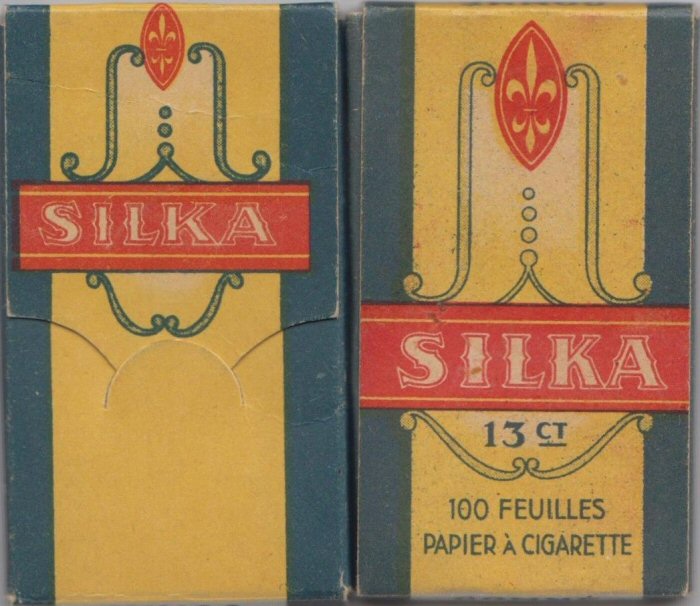 SILKA
SILKA
13 CT
100 FEUILLES
PAPIER À CIGARETTE